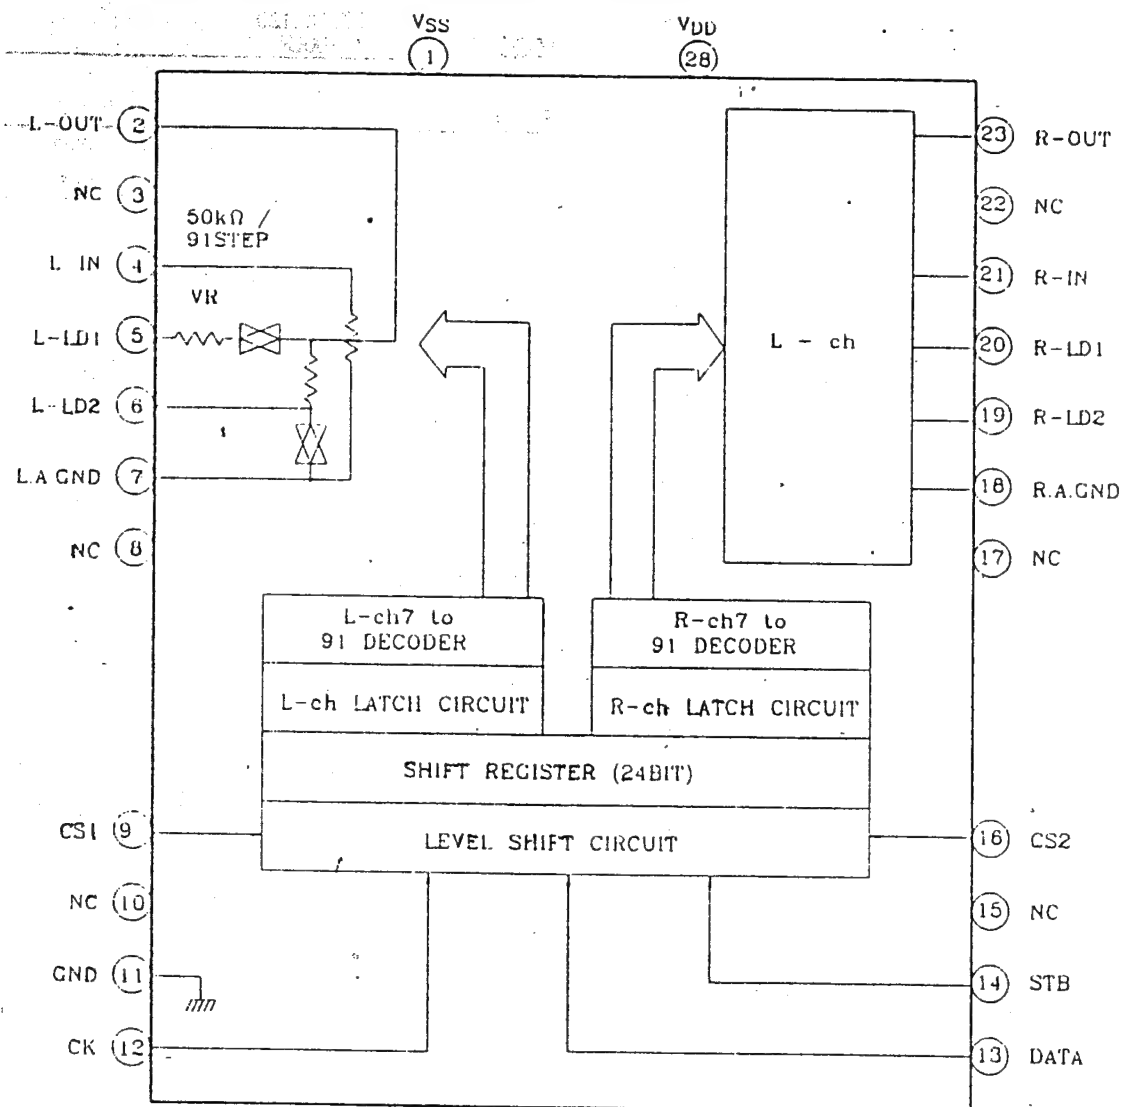 VSS
1
VDD
28
L-OUT 2
NC 3
50kΩ /
91STEP
L IN 4
VR
L-LD1 5
L-LD2 6
L.A GND 7
NC 8
L - ch
23 R-OUT
22 NC
21 R-IN
20 R-LD1
19 R-LD2
18 R.A.GND
17 NC
L-ch7 to
91 DECODER
R-ch7 to
91 DECODER
L-ch LATCH CIRCUIT
R-ch LATCH CIRCUIT
SHIFT REGISTER (24BIT)
LEVEL SHIFT CIRCUIT
CS1 9
NC 10
GND 11
CK 12
16 CS2
15 NC
14 STB
13 DATA